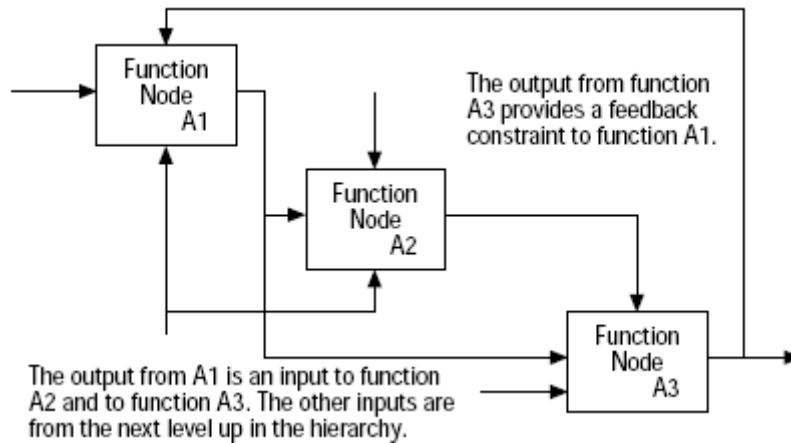 Function
Node
A1
The output from function
A3 provides a feedback
constraint to function A1.
Function
Node
A2
Function
Node
A3
The output from A1 is an input to function
A2 and to function A3. The other inputs are
from the next level up in the hierarchy.